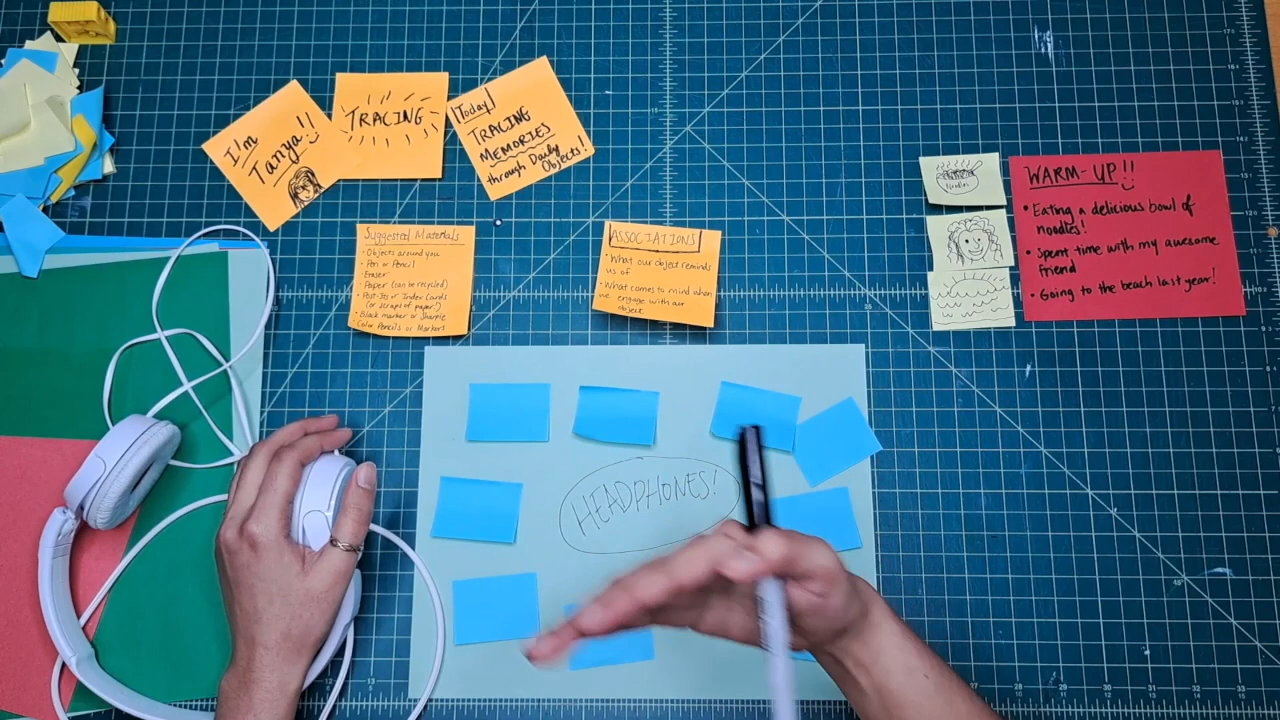 I'm
Tanya!!
TRACING
Today
TRACING
MEMORIES
through Daily
Objects!
Suggested Materials
• Objects around you
• Pen or Pencil
• Eraser
• Paper (can be recycled)
• Post-Its or Index Cards
(or scraps of paper!)
• Black marker or Sharpie
• Color Pencils or Markers
ASSOCIATIONS
• What our object reminds
us of
• What comes to mind when
we engage with our
object
Noodles
WARM-UP!!
• Eating a delicious bowl of
noodles!
• Spent time with my awesome
friend
• Going to the beach last year!
HEADPHONES!